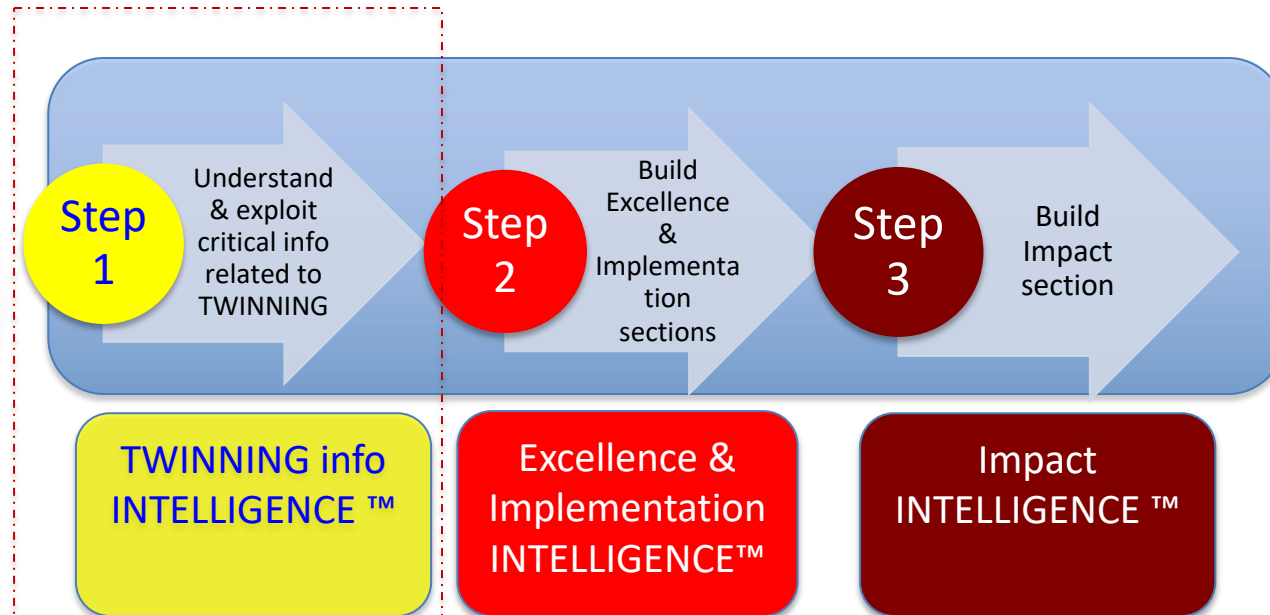 Step
1
Understand
& exploit
critical info
related to
TWINNING
Step
2
Build
Excellence
&
Implementa
tion
sections
Step
3
Build
Impact
section
TWINNING info
INTELLIGENCE ™
Excellence &
Implementation
INTELLIGENCE™
Impact
INTELLIGENCE ™